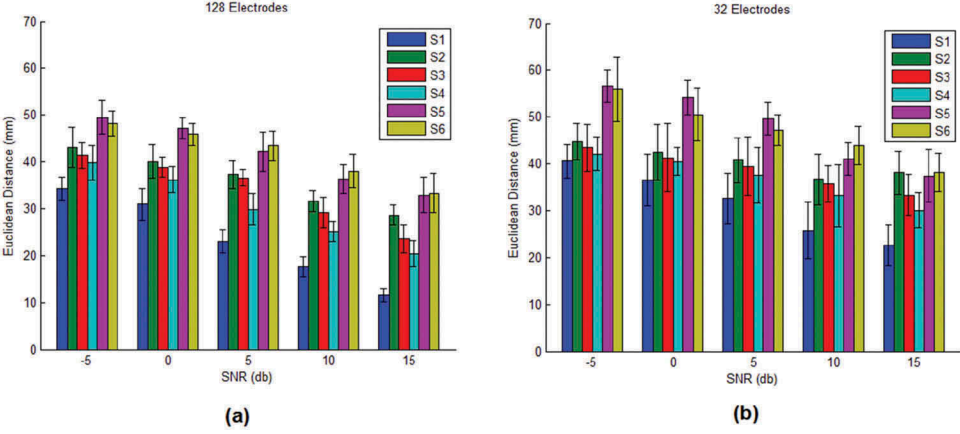 128 Electrodes
Euclidean Distance (mm)
70
60
50
40
30
20
10
0
-5 0 5 10 15
SNR (db)
S1
S2
S3
S4
S5
S6
(a)
32 Electrodes
Euclidean Distance (mm)
70
60
50
40
30
20
10
0
-5 0 5 10 15
SNR (db)
S1
S2
S3
S4
S5
S6
(b)